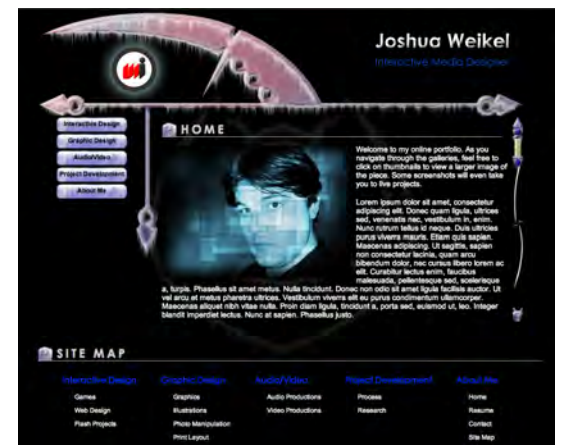 Joshua Weikel
Interactive Media Designer
Interactive Design
Graphic Design
Audio/Video
Project Development
About Me
HOME
Welcome to my online portfolio. As you
navigate through the galleries, feel free to
click on thumbnails to view a larger image of
the piece. Some screenshots will even take
you to live projects.
Lorem ipsum dolor sit amet, consectetur
adipiscing elit. Donec quam ligula, ultrices
sed, venenatis nec, vestibulum in, enim.
Nunc rutrum tellus id neque. Duis ultricies
purus viverra mauris. Etiam quis sapien.
Maecenas adipiscing. Ut sagittis, sapien
non consectetur lacinia, quam arcu
bibendum dolor, nec cursus libero lorem ac
elit. Curabitur lectus enim, faucibus
malesuada, pellentesque sed, scelerisque
a, turpis. Phasellus sit amet metus. Nulla tincidunt. Donec non odio sit amet ligula facilisis auctor. Ut
vel arcu et metus pharetra ultrices. Vestibulum viverra elit eu purus condimentum ullamcorper.
Maecenas aliquet nibh vitae nulla. Proin diam ligula, tincidunt a, porta sed, euismod ut, leo. Integer
blandit imperdiet lectus. Nunc at sapien. Phasellus justo.
SITE MAP
Interactive Design Graphic Design Audio/Video Project Development About Me
Games Graphics Audio Productions Process Home
Web Design Illustrations Video Productions Research Resume
Flash Projects Photo Manipulation Contact
Print Layout Site Map